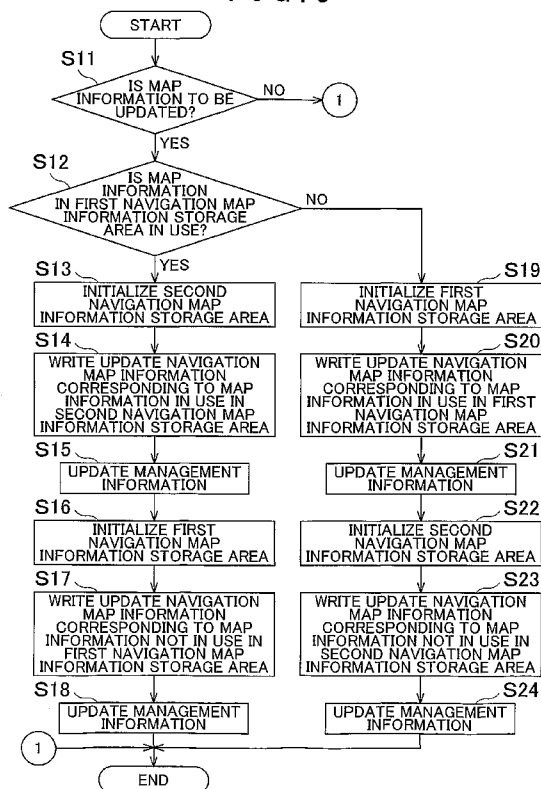 START
S11
IS MAP
INFORMATION TO BE
UPDATED?
NO
1
YES
S12
IS MAP
INFORMATION
IN FIRST NAVIGATION MAP
INFORMATION STORAGE
AREA IN USE?
NO
YES
S13
INITIALIZE SECOND
NAVIGATION MAP
INFORMATION STORAGE AREA
S14
WRITE UPDATE NAVIGATION
MAP INFORMATION
CORRESPONDING TO MAP
INFORMATION IN USE IN
SECOND NAVIGATION MAP
INFORMATION STORAGE AREA
S15
UPDATE MANAGEMENT
INFORMATION
S16
INITIALIZE FIRST
NAVIGATION MAP
INFORMATION STORAGE AREA
S17
WRITE UPDATE NAVIGATION
MAP INFORMATION
CORRESPONDING TO MAP
INFORMATION NOT IN USE IN
FIRST NAVIGATION MAP
INFORMATION STORAGE AREA
S18
UPDATE MANAGEMENT
INFORMATION
S19
INITIALIZE FIRST
NAVIGATION MAP
INFORMATION STORAGE AREA
S20
WRITE UPDATE NAVIGATION
MAP INFORMATION
CORRESPONDING TO MAP
INFORMATION IN USE IN FIRST
NAVIGATION MAP
INFORMATION STORAGE AREA
S21
UPDATE MANAGEMENT
INFORMATION
S22
INITIALIZE SECOND
NAVIGATION MAP
INFORMATION STORAGE AREA
S23
WRITE UPDATE NAVIGATION
MAP INFORMATION
CORRESPONDING TO MAP
INFORMATION NOT IN USE IN
SECOND NAVIGATION MAP
INFORMATION STORAGE AREA
S24
UPDATE MANAGEMENT
INFORMATION
1
END